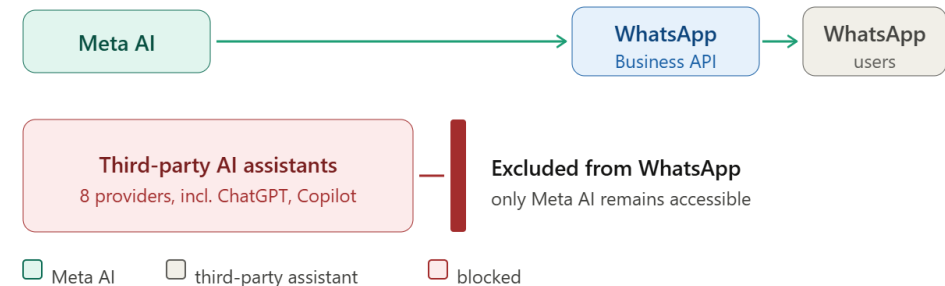 Meta AI
WhatsApp
Business API
WhatsApp
users
Third-party AI assistants
8 providers, incl. ChatGPT, Copilot
Excluded from WhatsApp
only Meta AI remains accessible
Meta AI
third-party assistant
blocked